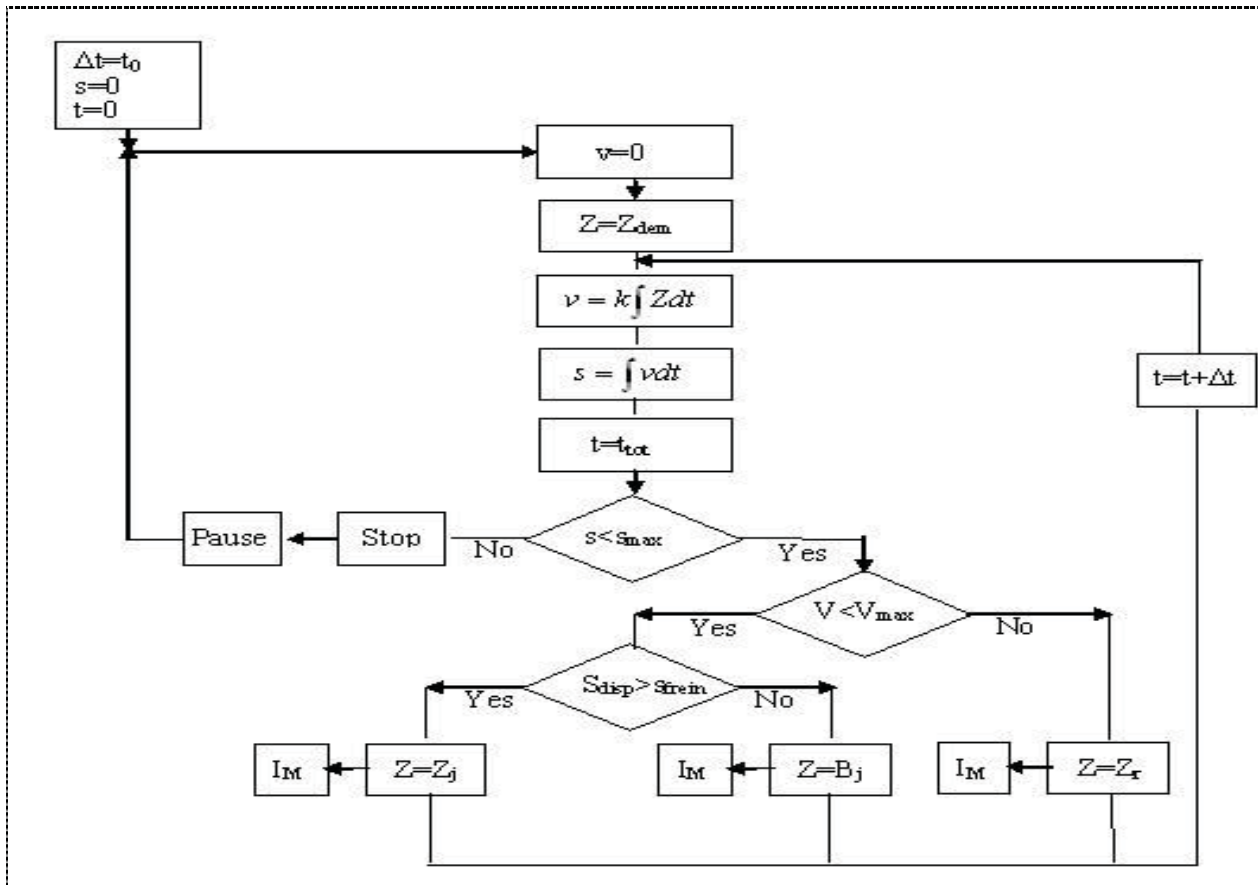 Δt=t₀
s=0
t=0
v=0
Z=Z_dem
v = k∫Zdt
s = ∫vdt
t=t+Δt
t=t_tot
s<s_max
Pause
Stop
No
Yes
V<V_max
Yes
No
S_disp>s_frein
Yes
No
I_M
Z=Z_j
I_M
Z=B_j
I_M
Z=Z_r